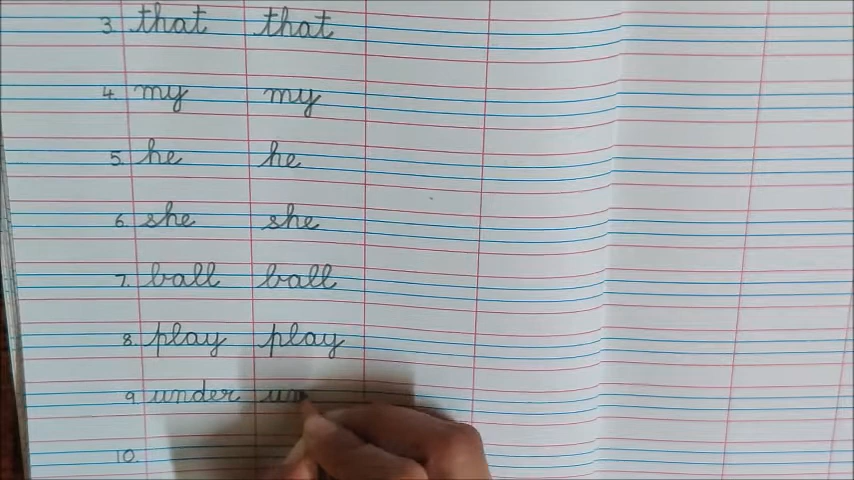 3. that that
4. my my
5. he he
6. she she
7. ball ball
8. play play
9 under un
10.